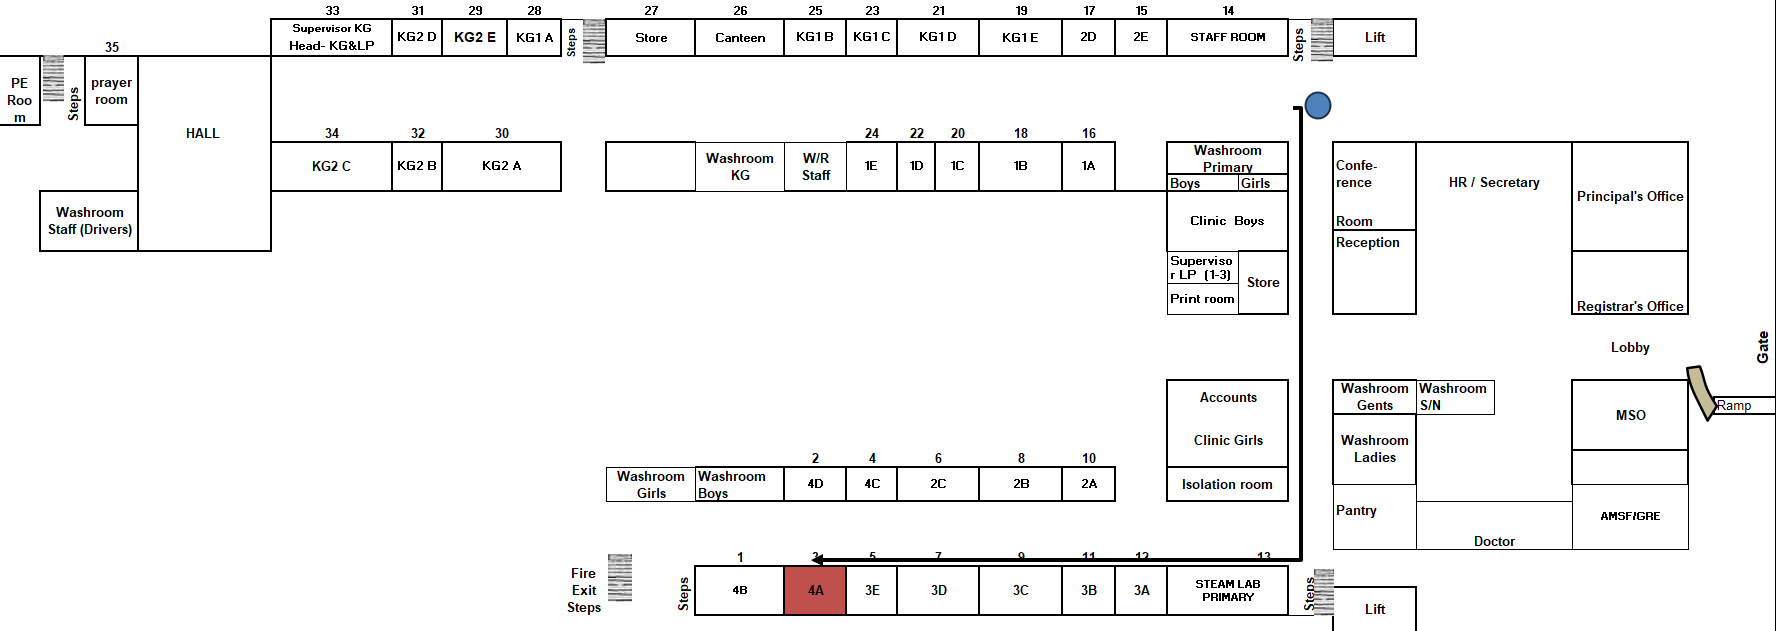 33 31 29 28 27 26 25 23 21 19 17 15 14
Supervisor KG
Head- KG&LP
KG2 D
KG2 E
KG1 A
Steps
Store
Canteen
KG1 B
KG1 C
KG1 D
KG1 E
2D
2E
STAFF ROOM
Steps
Lift
35
PE
Roo
m
Steps
prayer
room
HALL
34 32 30 24 22 20 18 16
KG2 C
KG2 B
KG2 A
Washroom
KG
W/R
Staff
1E
1D
1C
1B
1A
Washroom
Primary
Boys
Girls
Clinic Boys
Superviso
r LP (1-3)
Print room
Store
Washroom
Staff (Drivers)
Confe-
rence
Room
Reception
HR / Secretary
Principal's Office
Registrar's Office
Lobby
Gate
Ramp
Accounts
Clinic Girls
Isolation room
Washroom
Gents
Washroom
S/N
Washroom
Ladies
MSO
Pantry
Doctor
AMSF/GRE
2 4 6 8 10
Washroom
Girls
Washroom
Boys
4D
4C
2C
2B
2A
1 3 5 7 9 11 12 13
Fire
Exit
Steps
Steps
4B
4A
3E
3D
3C
3B
3A
STEAM LAB
PRIMARY
Steps
Lift